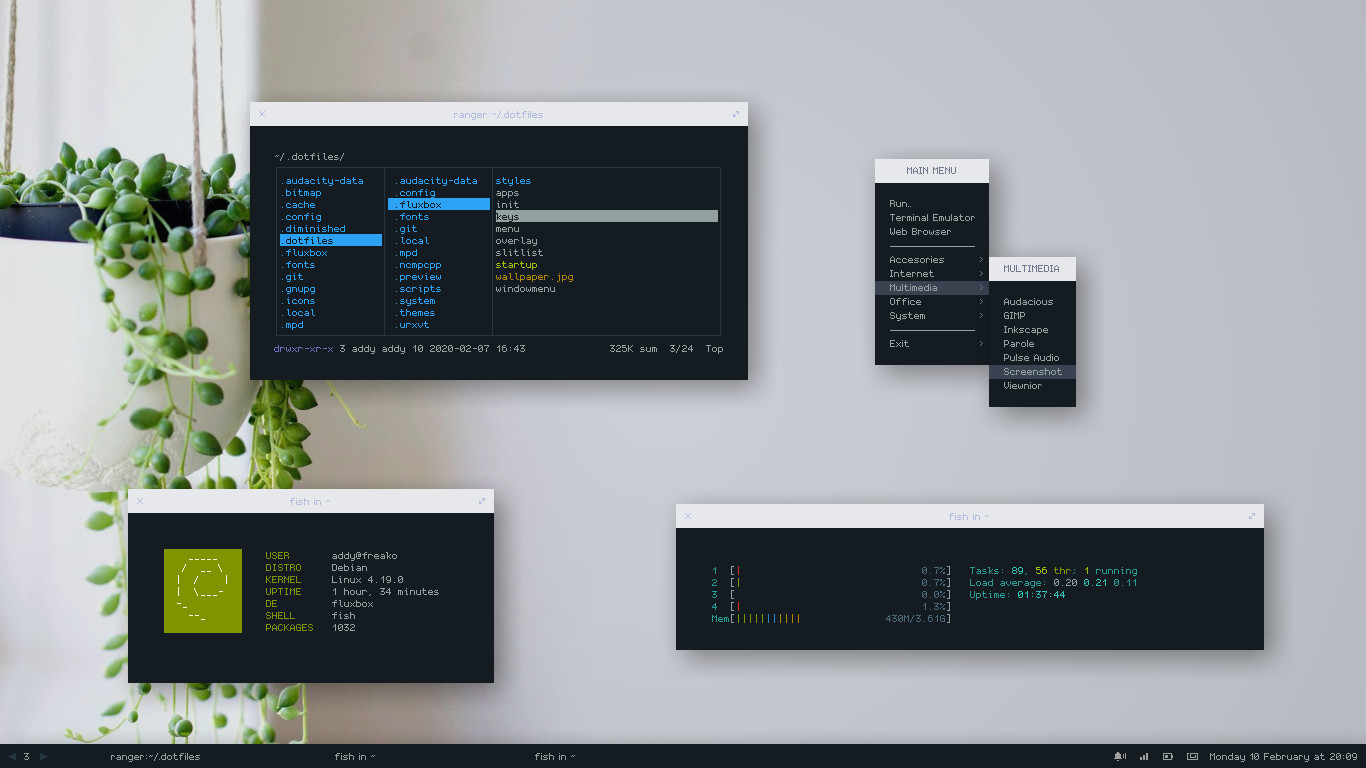 ranger:~/.dotfiles
~/.dotfiles/
.audacity-data .audacity-data styles
.bitmap .config apps
.cache .fluxbox init
.config .fonts keys
.diminished .git menu
.dotfiles .local overlay
.fluxbox .mpd slitlist
.fonts .ncmpcpp startup
.git .preview wallpaper.jpg
.gnupg .scripts windowmenu
.icons .system
.local .themes
.mpd .urxvt
drwxr-xr-x 3 addy addy 10 2020-02-07 16:43 325K sum 3/24 Top
MAIN MENU
Run..
Terminal Emulator
Web Browser
Accesories >
Internet >
Multimedia >
Office >
System >
Exit >
MULTIMEDIA
Audacious
GIMP
Inkscape
Parole
Pulse Audio
Screenshot
Viewnior
fish in ~
USER addy@freako
DISTRO Debian
KERNEL Linux 4.19.0
UPTIME 1 hour, 34 minutes
DE fluxbox
SHELL fish
PACKAGES 1032
fish in ~
1 [| 0.7%] Tasks: 89, 56 thr; 1 running
2 [| 0.7%] Load average: 0.20 0.21 0.11
3 [ 0.0%] Uptime: 01:37:44
4 [| 1.3%]
Mem[||||||||||| 430M/3.61G]
3 ranger:~/.dotfiles fish in ~ fish in ~ Monday 10 February at 20:09